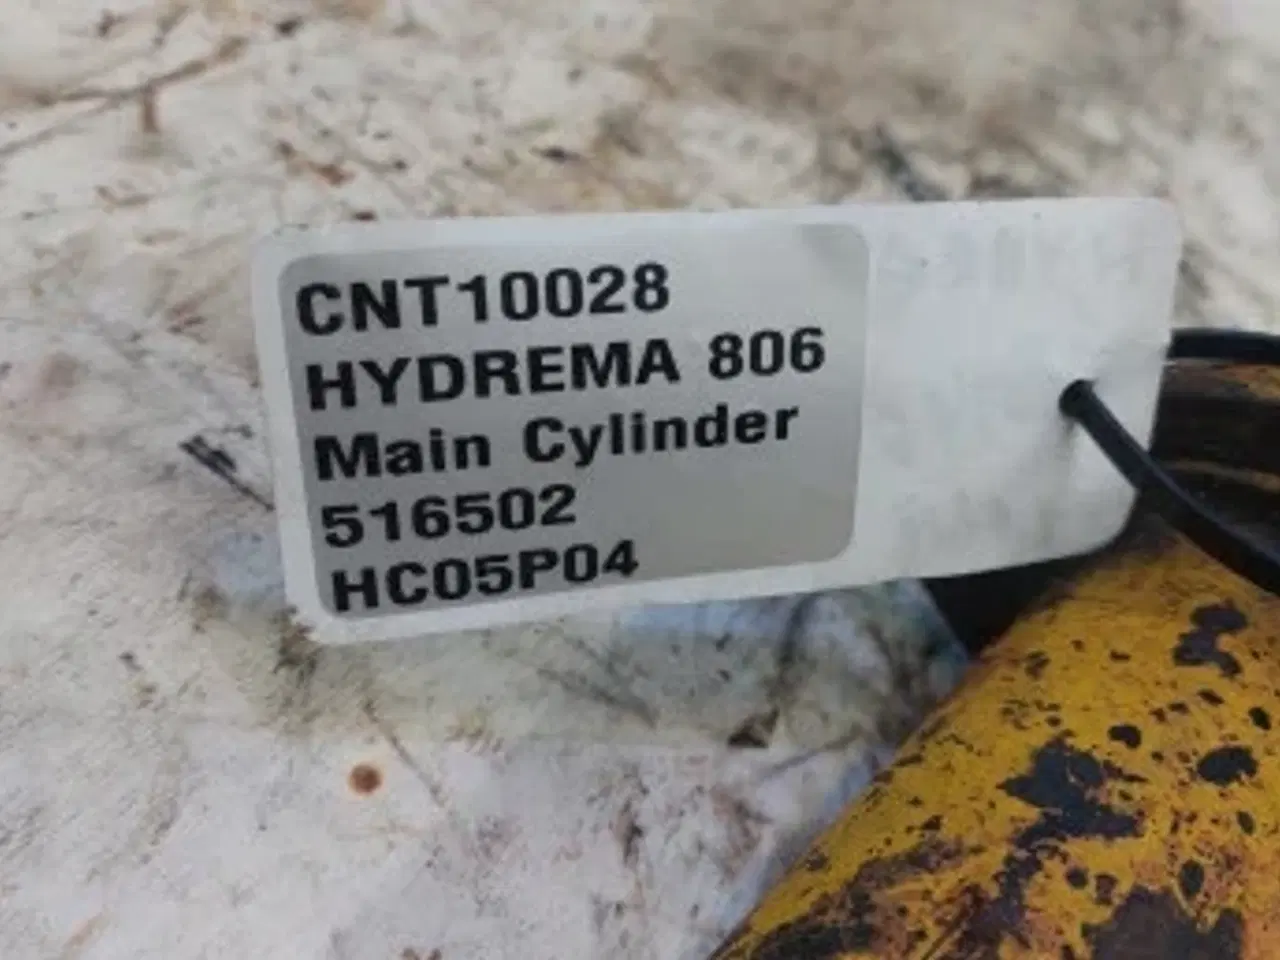 CNT10028
HYDREMA 806
Main Cylinder
516502
HC05P04